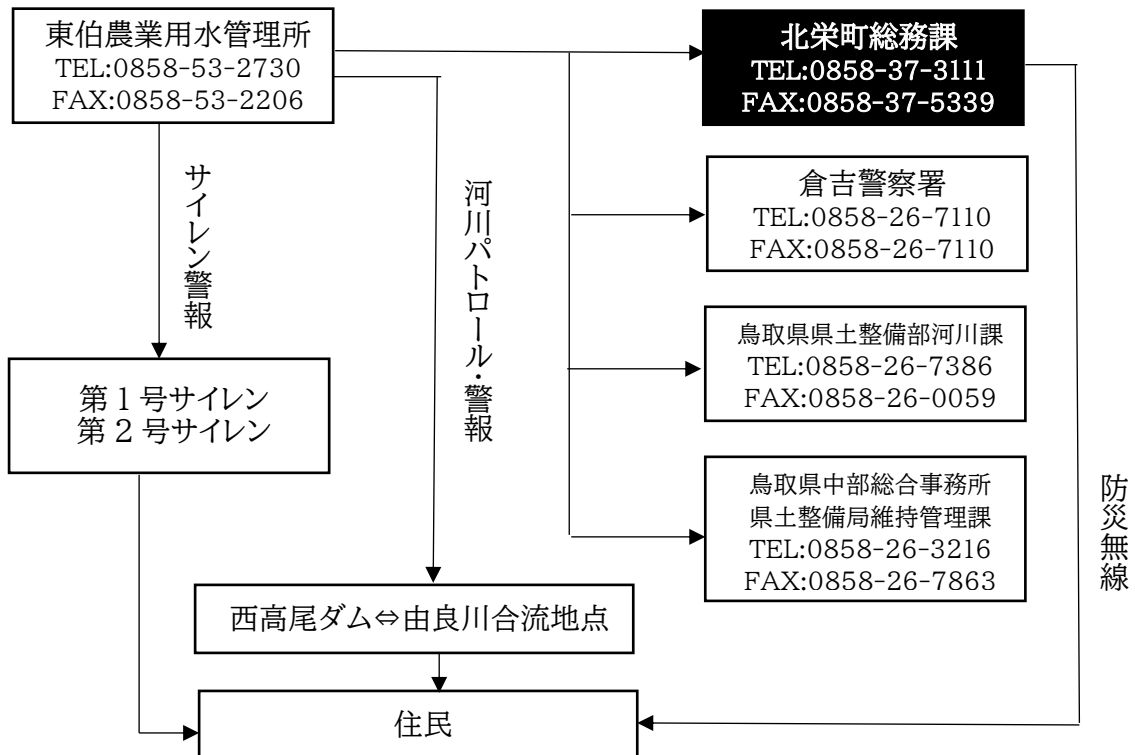 東伯農業用水管理所
TEL:0858-53-2730
FAX:0858-53-2206
北栄町総務課
TEL:0858-37-3111
FAX:0858-37-5339
倉吉警察署
TEL:0858-26-7110
FAX:0858-26-7110
サイレン警報
河川パトロール・警報
鳥取県県土整備部河川課
TEL:0858-26-7386
FAX:0858-26-0059
第1号サイレン
第2号サイレン
鳥取県中部総合事務所
県土整備局維持管理課
TEL:0858-26-3216
FAX:0858-26-7863
防災無線
西高尾ダム⇔由良川合流地点
住民